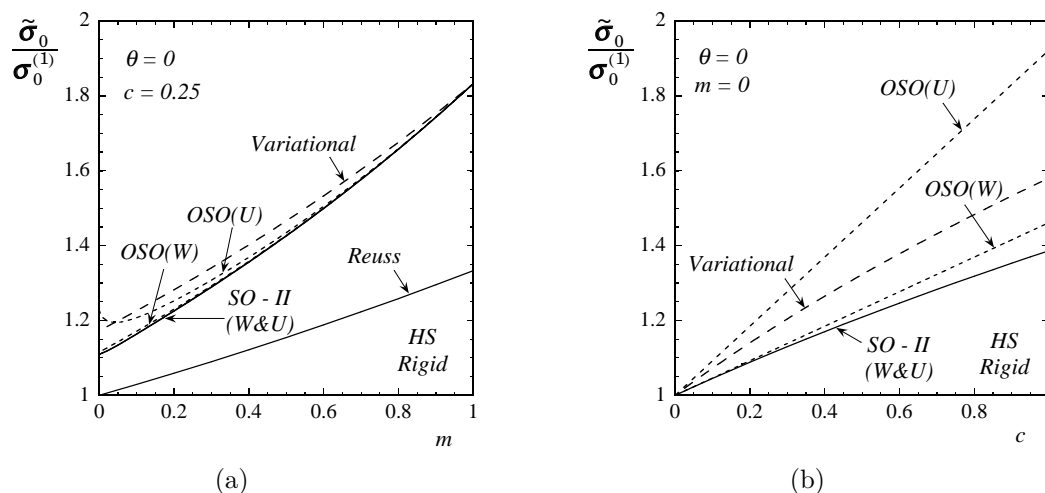 2
1.8
1.6
1.4
1.2
1
σ̃₀
σ₀⁽¹⁾
θ = 0
c = 0.25
Variational
OSO(U)
OSO(W)
Reuss
SO - II
(W&U)
HS
Rigid
0 0.2 0.4 0.6 0.8 1
m
(a)
2
1.8
1.6
1.4
1.2
1
σ̃₀
σ₀⁽¹⁾
θ = 0
m = 0
OSO(U)
OSO(W)
Variational
SO - II
(W&U)
HS
Rigid
0 0.2 0.4 0.6 0.8 1
c
(b)